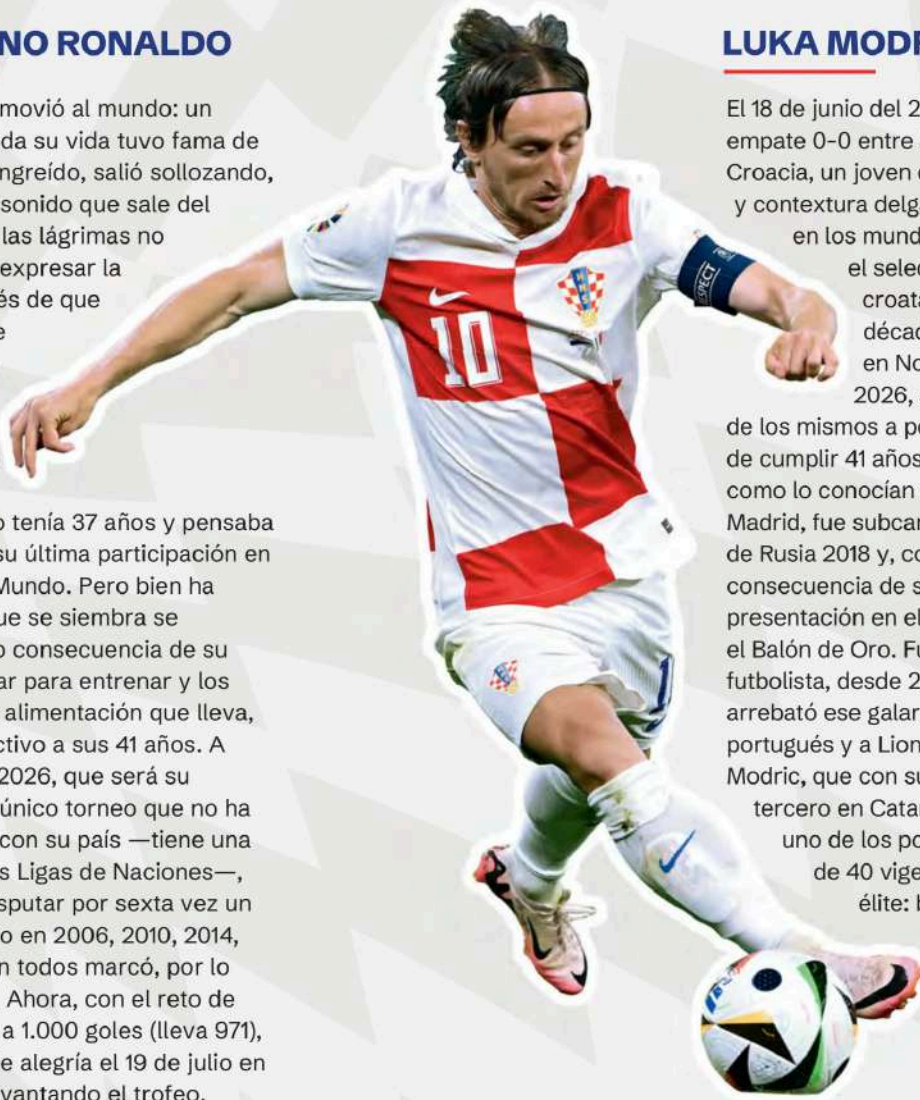 NO RONALDO
movió al mundo: un
da su vida tuvo fama de
ngreído, salió sollozando,
sonido que sale del
las lágrimas no
expresar la
és de que
e
o tenía 37 años y pensaba
su última participación en
Mundo. Pero bien ha
ue se siembra se
o consecuencia de su
ar para entrenar y los
alimentación que lleva,
ctivo a sus 41 años. A
2026, que será su
único torneo que no ha
con su país —tiene una
s Ligas de Naciones—,
sputar por sexta vez un
o en 2006, 2010, 2014,
n todos marcó, por lo
Ahora, con el reto de
a 1.000 goles (lleva 971),
e alegría el 19 de julio en
vantando el trofeo.
10
RESPECT
LUKA MODR
El 18 de junio del 2
empate 0-0 entre
Croacia, un joven
y contextura delga
en los mund
el selec
croata
décad
en No
2026,
de los mismos a po
de cumplir 41 años
como lo conocían
Madrid, fue subcam
de Rusia 2018 y, co
consecuencia de s
presentación en el
el Balón de Oro. Fu
futbolista, desde 2
arrebató ese galar
portugués y a Lion
Modric, que con su
tercero en Cata
uno de los po
de 40 vige
élite: b